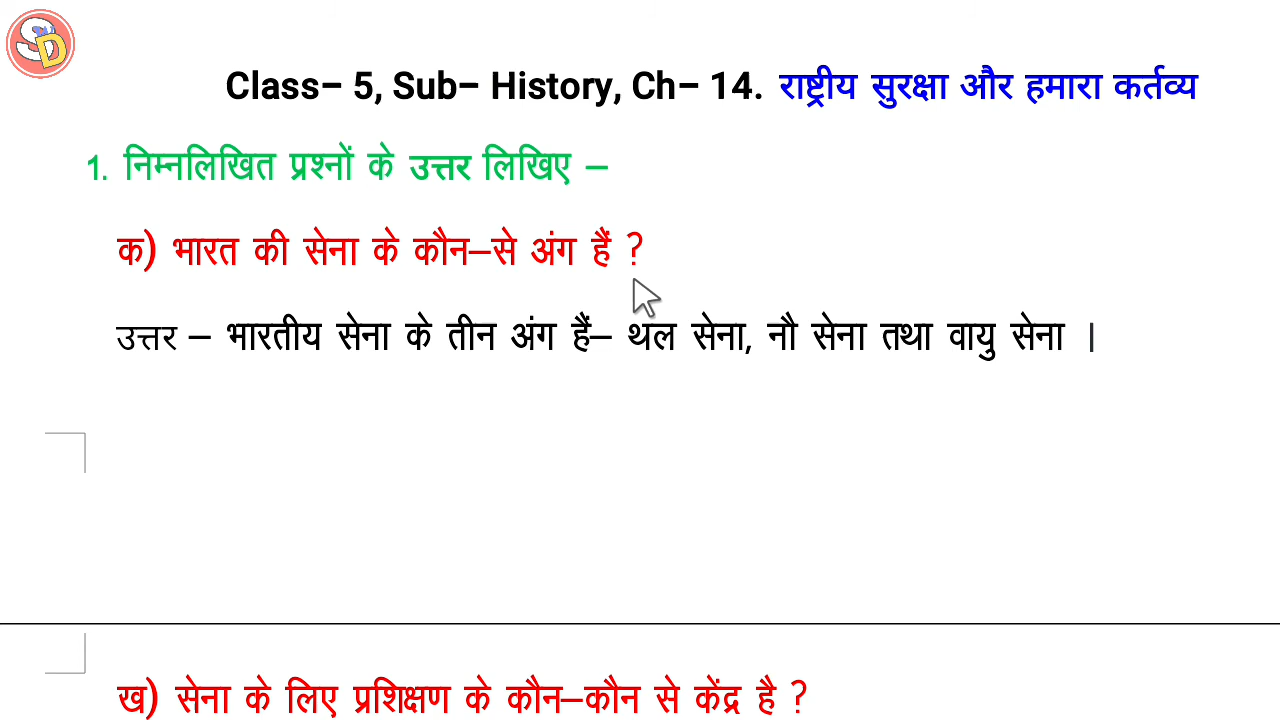 SD
Class– 5, Sub– History, Ch– 14. राष्ट्रीय सुरक्षा और हमारा कर्तव्य
1. निम्नलिखित प्रश्नों के उत्तर लिखिए –
क) भारत की सेना के कौन–से अंग हैं ?
उत्तर – भारतीय सेना के तीन अंग हैं– थल सेना, नौ सेना तथा वायु सेना ।
ख) सेना के लिए प्रशिक्षण के कौन–कौन से केंद्र है ?